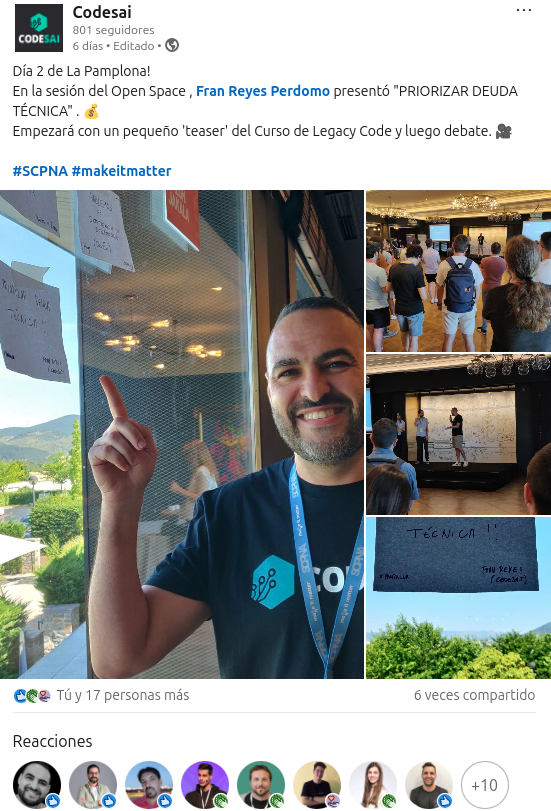 Codesai
801 seguidores
6 días • Editado •
CODESAI
Día 2 de La Pamplona!
En la sesión del Open Space , Fran Reyes Perdomo presentó "PRIORIZAR DEUDA
TÉCNICA" . 💰
Empezará con un pequeño 'teaser' del Curso de Legacy Code y luego debate. 🎥
#SCPNA #makeitmatter
TÉCNICA !!
FRAN REYES
(CODESAI)
Tú y 17 personas más
6 veces compartido
Reacciones
+10